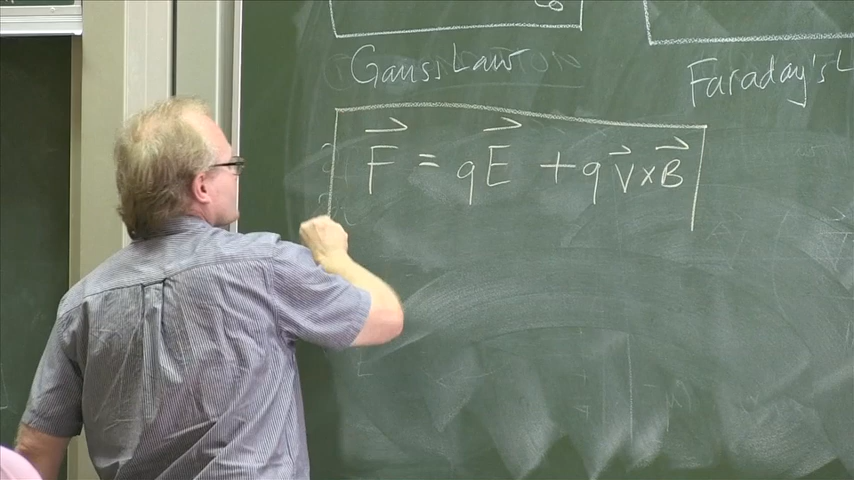 Gauss Law
Faraday's L
F⃗ = qE⃗ + q v⃗ × B⃗